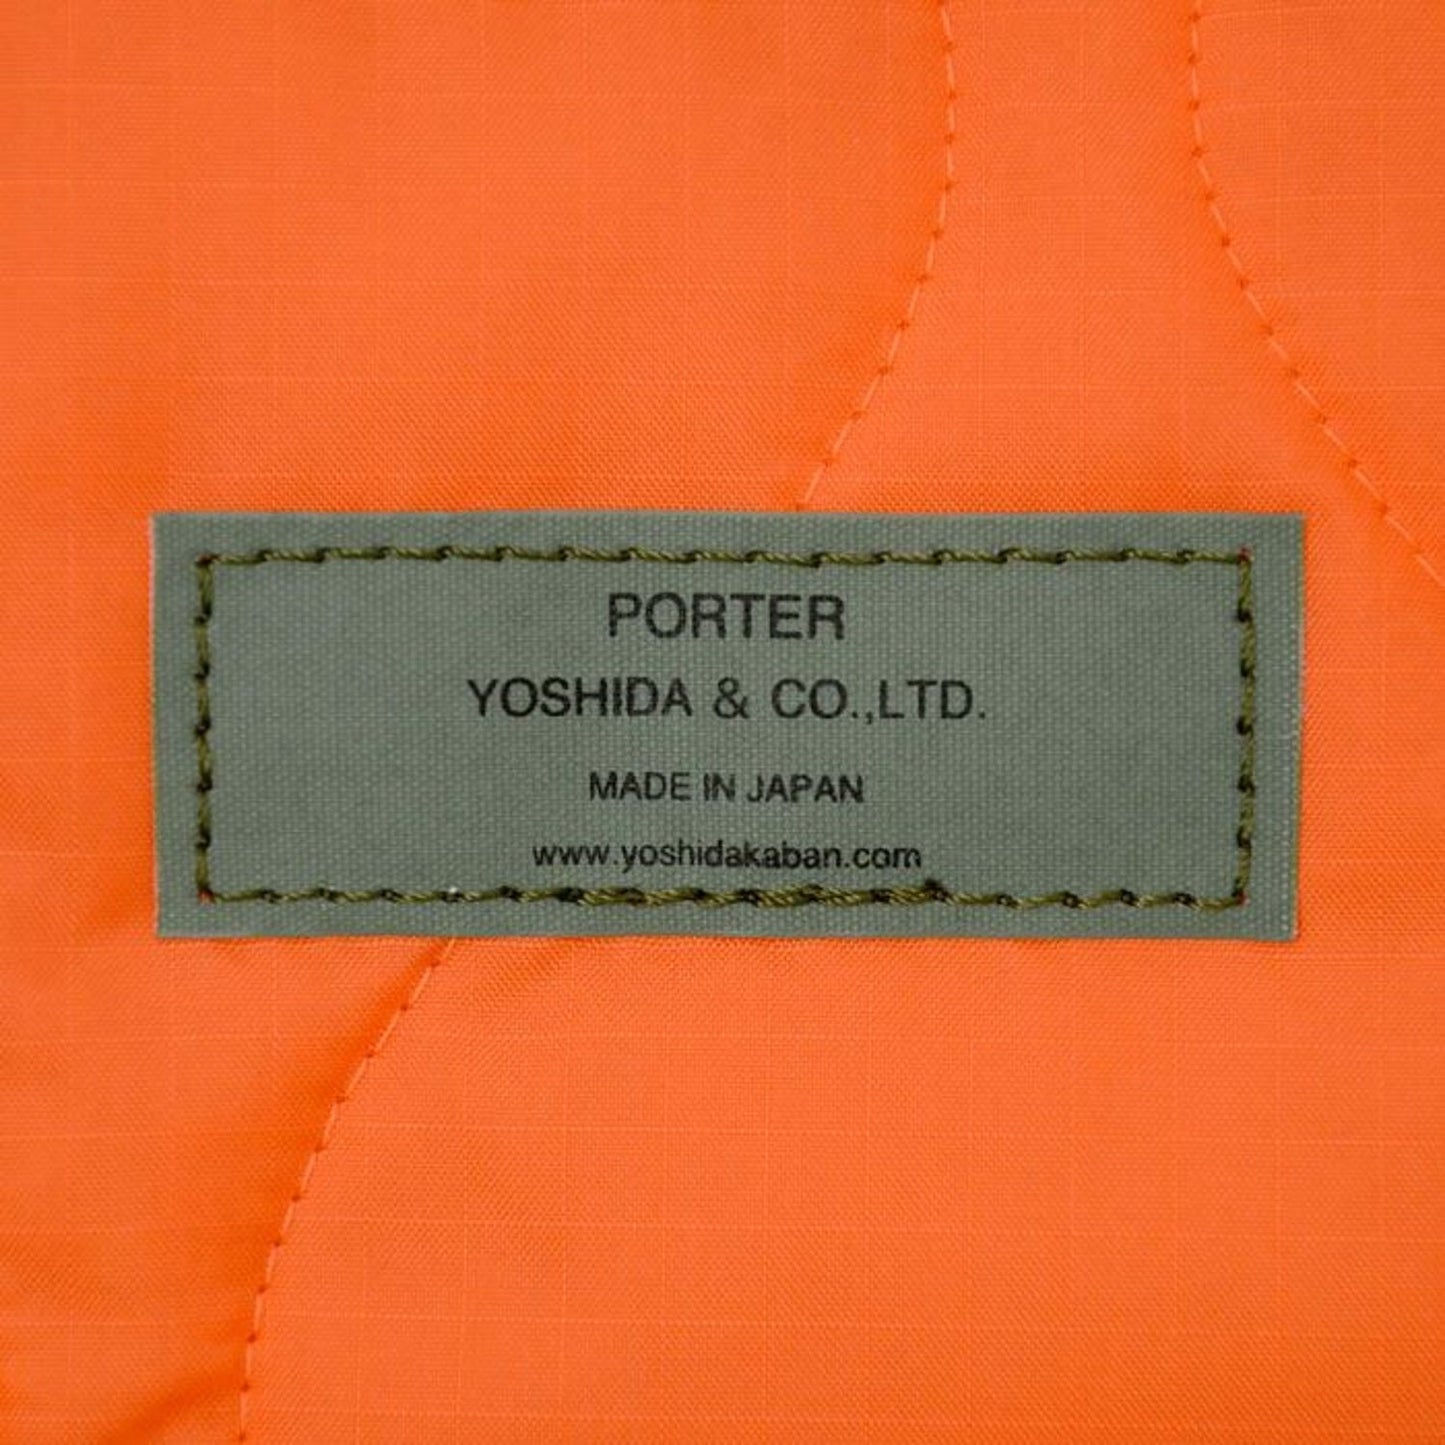 PORTER
YOSHIDA & CO.,LTD.
MADE IN JAPAN
www.yoshidakaban.com